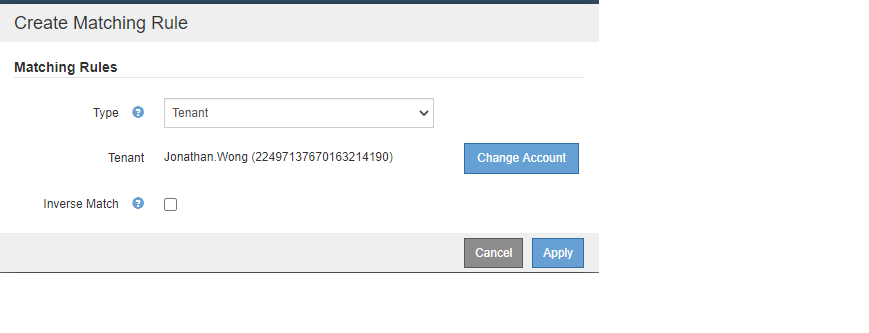 Create Matching Rule
Matching Rules
Type ?
Tenant
Tenant Jonathan.Wong (22497137670163214190) Change Account
Inverse Match ?
Cancel Apply